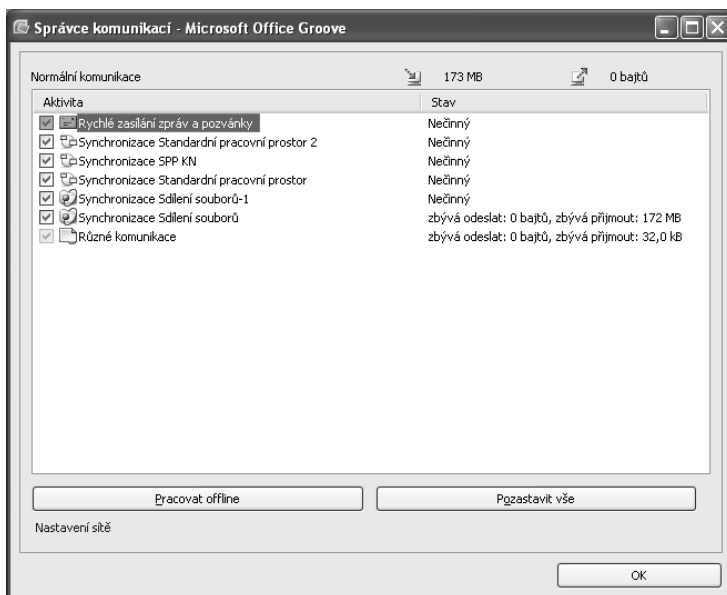 Správce komunikací - Microsoft Office Groove
Normální komunikace 173 MB 0 bajtů
Aktivita Stav
Rychlé zasílání zpráv a pozvánky Nečinný
Synchronizace Standardní pracovní prostor 2 Nečinný
Synchronizace SPP KN Nečinný
Synchronizace Standardní pracovní prostor Nečinný
Synchronizace Sdílení souborů-1 Nečinný
Synchronizace Sdílení souborů zbývá odeslat: 0 bajtů, zbývá přijmout: 172 MB
Různé komunikace zbývá odeslat: 0 bajtů, zbývá přijmout: 32,0 kB
Pracovat offline Pozastavit vše
Nastavení sítě
OK